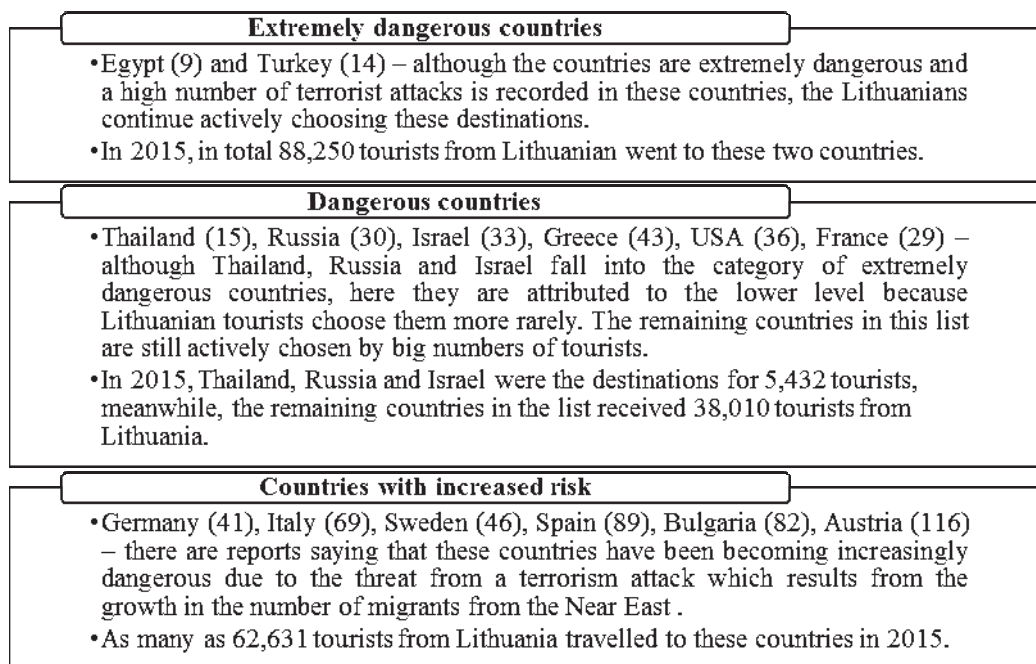 Extremely dangerous countries
•Egypt (9) and Turkey (14) – although the countries are extremely dangerous and
a high number of terrorist attacks is recorded in these countries, the Lithuanians
continue actively choosing these destinations.
•In 2015, in total 88,250 tourists from Lithuanian went to these two countries.
Dangerous countries
•Thailand (15), Russia (30), Israel (33), Greece (43), USA (36), France (29) –
although Thailand, Russia and Israel fall into the category of extremely
dangerous countries, here they are attributed to the lower level because
Lithuanian tourists choose them more rarely. The remaining countries in this list
are still actively chosen by big numbers of tourists.
•In 2015, Thailand, Russia and Israel were the destinations for 5,432 tourists,
meanwhile, the remaining countries in the list received 38,010 tourists from
Lithuania.
Countries with increased risk
•Germany (41), Italy (69), Sweden (46), Spain (89), Bulgaria (82), Austria (116)
– there are reports saying that these countries have been becoming increasingly
dangerous due to the threat from a terrorism attack which results from the
growth in the number of migrants from the Near East .
•As many as 62,631 tourists from Lithuania travelled to these countries in 2015.